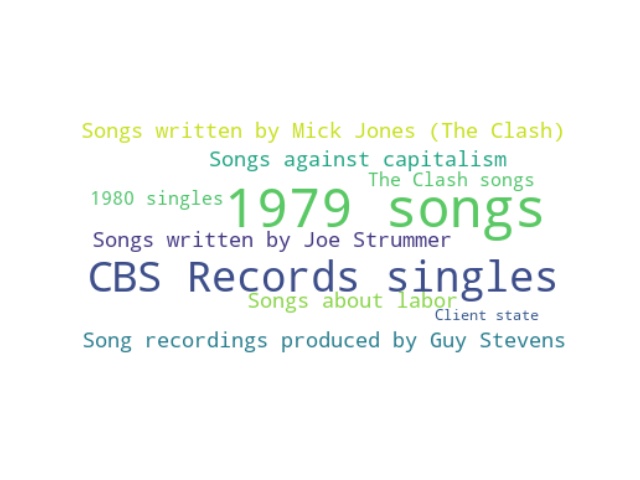 Songs written by Mick Jones (The Clash)
Songs against capitalism
The Clash songs
1980 singles
1979 songs
Songs written by Joe Strummer
CBS Records singles
Songs about labor
Client state
Song recordings produced by Guy Stevens